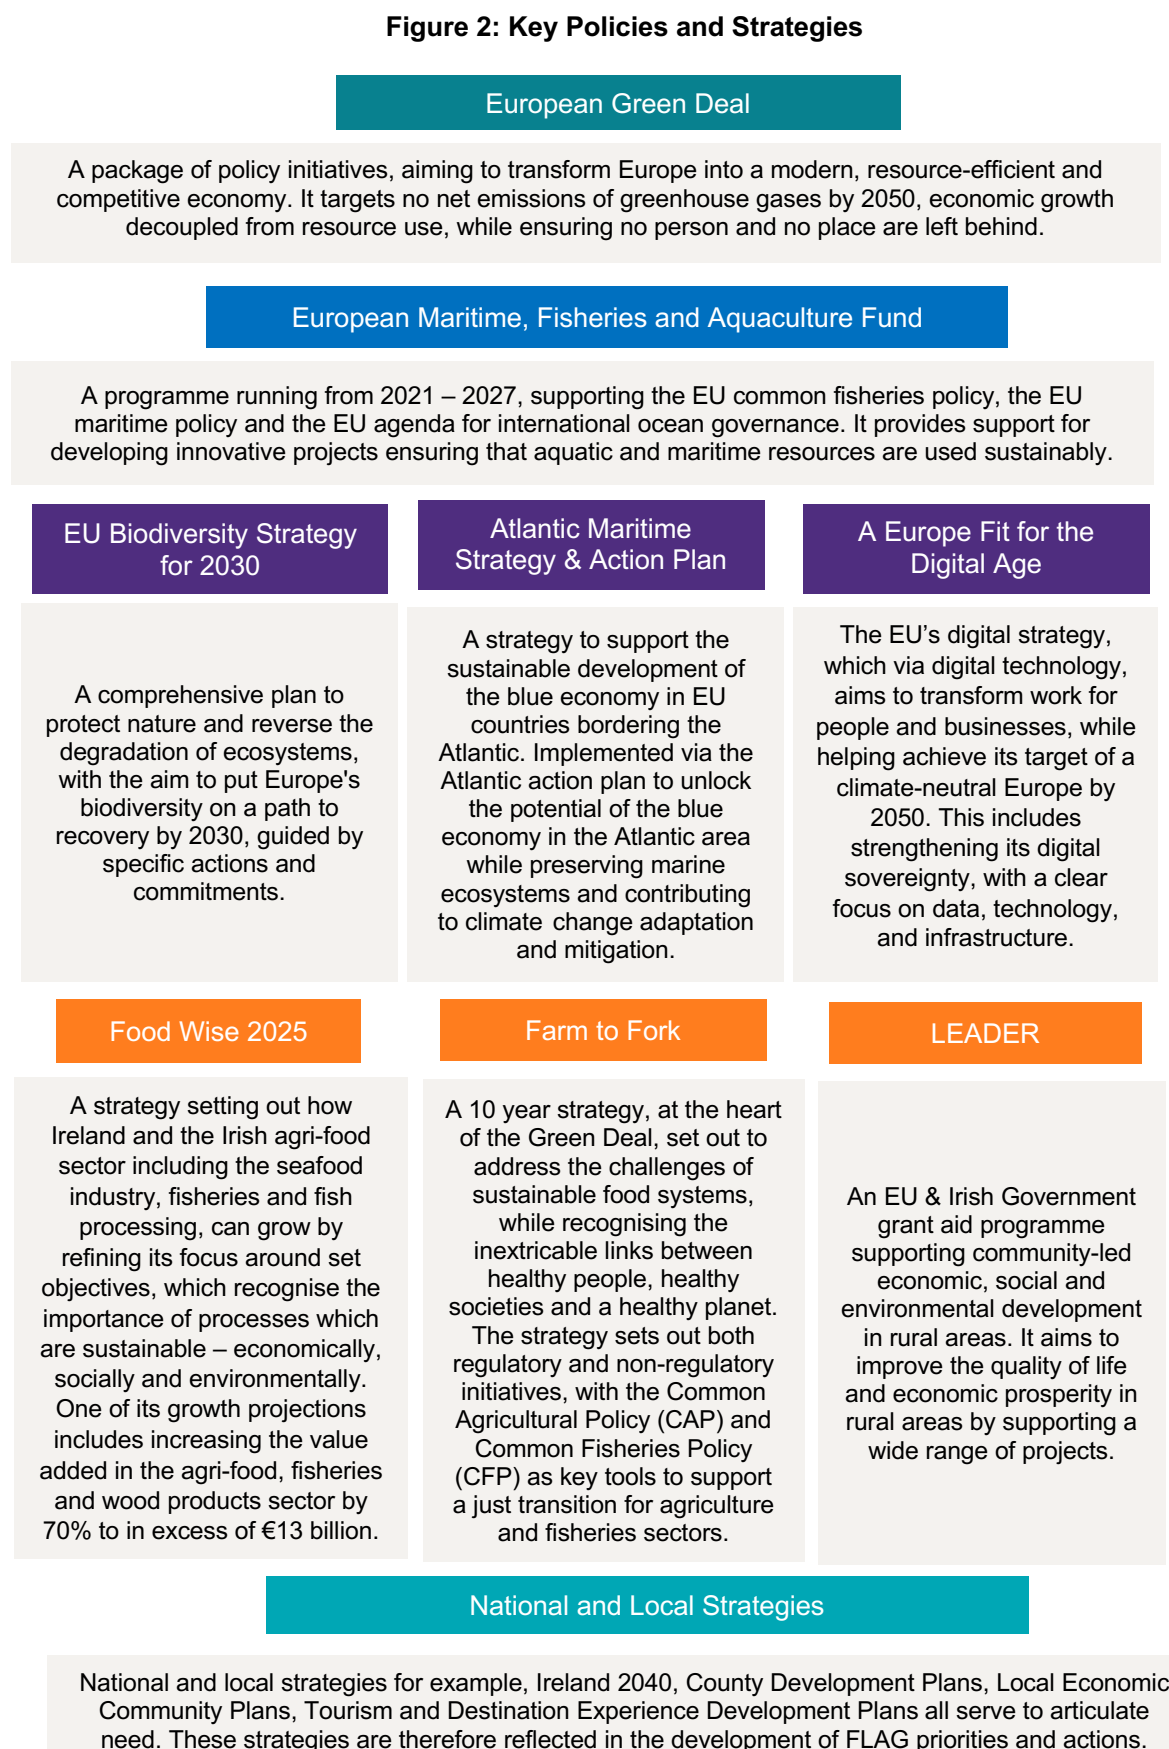 Figure 2: Key Policies and Strategies
European Green Deal
A package of policy initiatives, aiming to transform Europe into a modern, resource-efficient and
competitive economy. It targets no net emissions of greenhouse gases by 2050, economic growth
decoupled from resource use, while ensuring no person and no place are left behind.
European Maritime, Fisheries and Aquaculture Fund
A programme running from 2021 – 2027, supporting the EU common fisheries policy, the EU
maritime policy and the EU agenda for international ocean governance. It provides support for
developing innovative projects ensuring that aquatic and maritime resources are used sustainably.
EU Biodiversity Strategy
for 2030
A comprehensive plan to
protect nature and reverse the
degradation of ecosystems,
with the aim to put Europe's
biodiversity on a path to
recovery by 2030, guided by
specific actions and
commitments.
Atlantic Maritime
Strategy & Action Plan
A strategy to support the
sustainable development of
the blue economy in EU
countries bordering the
Atlantic. Implemented via the
Atlantic action plan to unlock
the potential of the blue
economy in the Atlantic area
while preserving marine
ecosystems and contributing
to climate change adaptation
and mitigation.
A Europe Fit for the
Digital Age
The EU’s digital strategy,
which via digital technology,
aims to transform work for
people and businesses, while
helping achieve its target of a
climate-neutral Europe by
2050. This includes
strengthening its digital
sovereignty, with a clear
focus on data, technology,
and infrastructure.
Food Wise 2025
A strategy setting out how
Ireland and the Irish agri-food
sector including the seafood
industry, fisheries and fish
processing, can grow by
refining its focus around set
objectives, which recognise the
importance of processes which
are sustainable – economically,
socially and environmentally.
One of its growth projections
includes increasing the value
added in the agri-food, fisheries
and wood products sector by
70% to in excess of €13 billion.
Farm to Fork
A 10 year strategy, at the heart
of the Green Deal, set out to
address the challenges of
sustainable food systems,
while recognising the
inextricable links between
healthy people, healthy
societies and a healthy planet.
The strategy sets out both
regulatory and non-regulatory
initiatives, with the Common
Agricultural Policy (CAP) and
Common Fisheries Policy
(CFP) as key tools to support
a just transition for agriculture
and fisheries sectors.
LEADER
An EU & Irish Government
grant aid programme
supporting community-led
economic, social and
environmental development
in rural areas. It aims to
improve the quality of life
and economic prosperity in
rural areas by supporting a
wide range of projects.
National and Local Strategies
National and local strategies for example, Ireland 2040, County Development Plans, Local Economic
Community Plans, Tourism and Destination Experience Development Plans all serve to articulate
need. These strategies are therefore reflected in the development of FLAG priorities and actions.